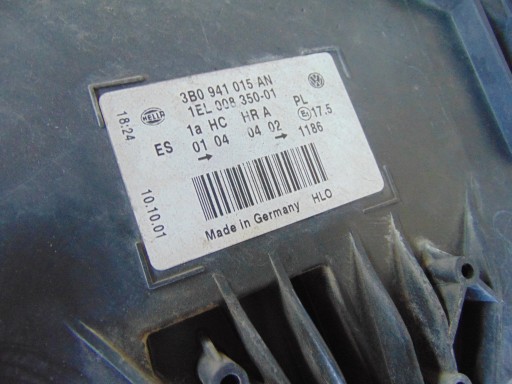 3B0 941 015 AN
1EL 008 350-01
1a HC HR A PL
ES 01 04 04 02 17.5
1186
18:24
HELLA
10.10.01
Made in Germany HLO